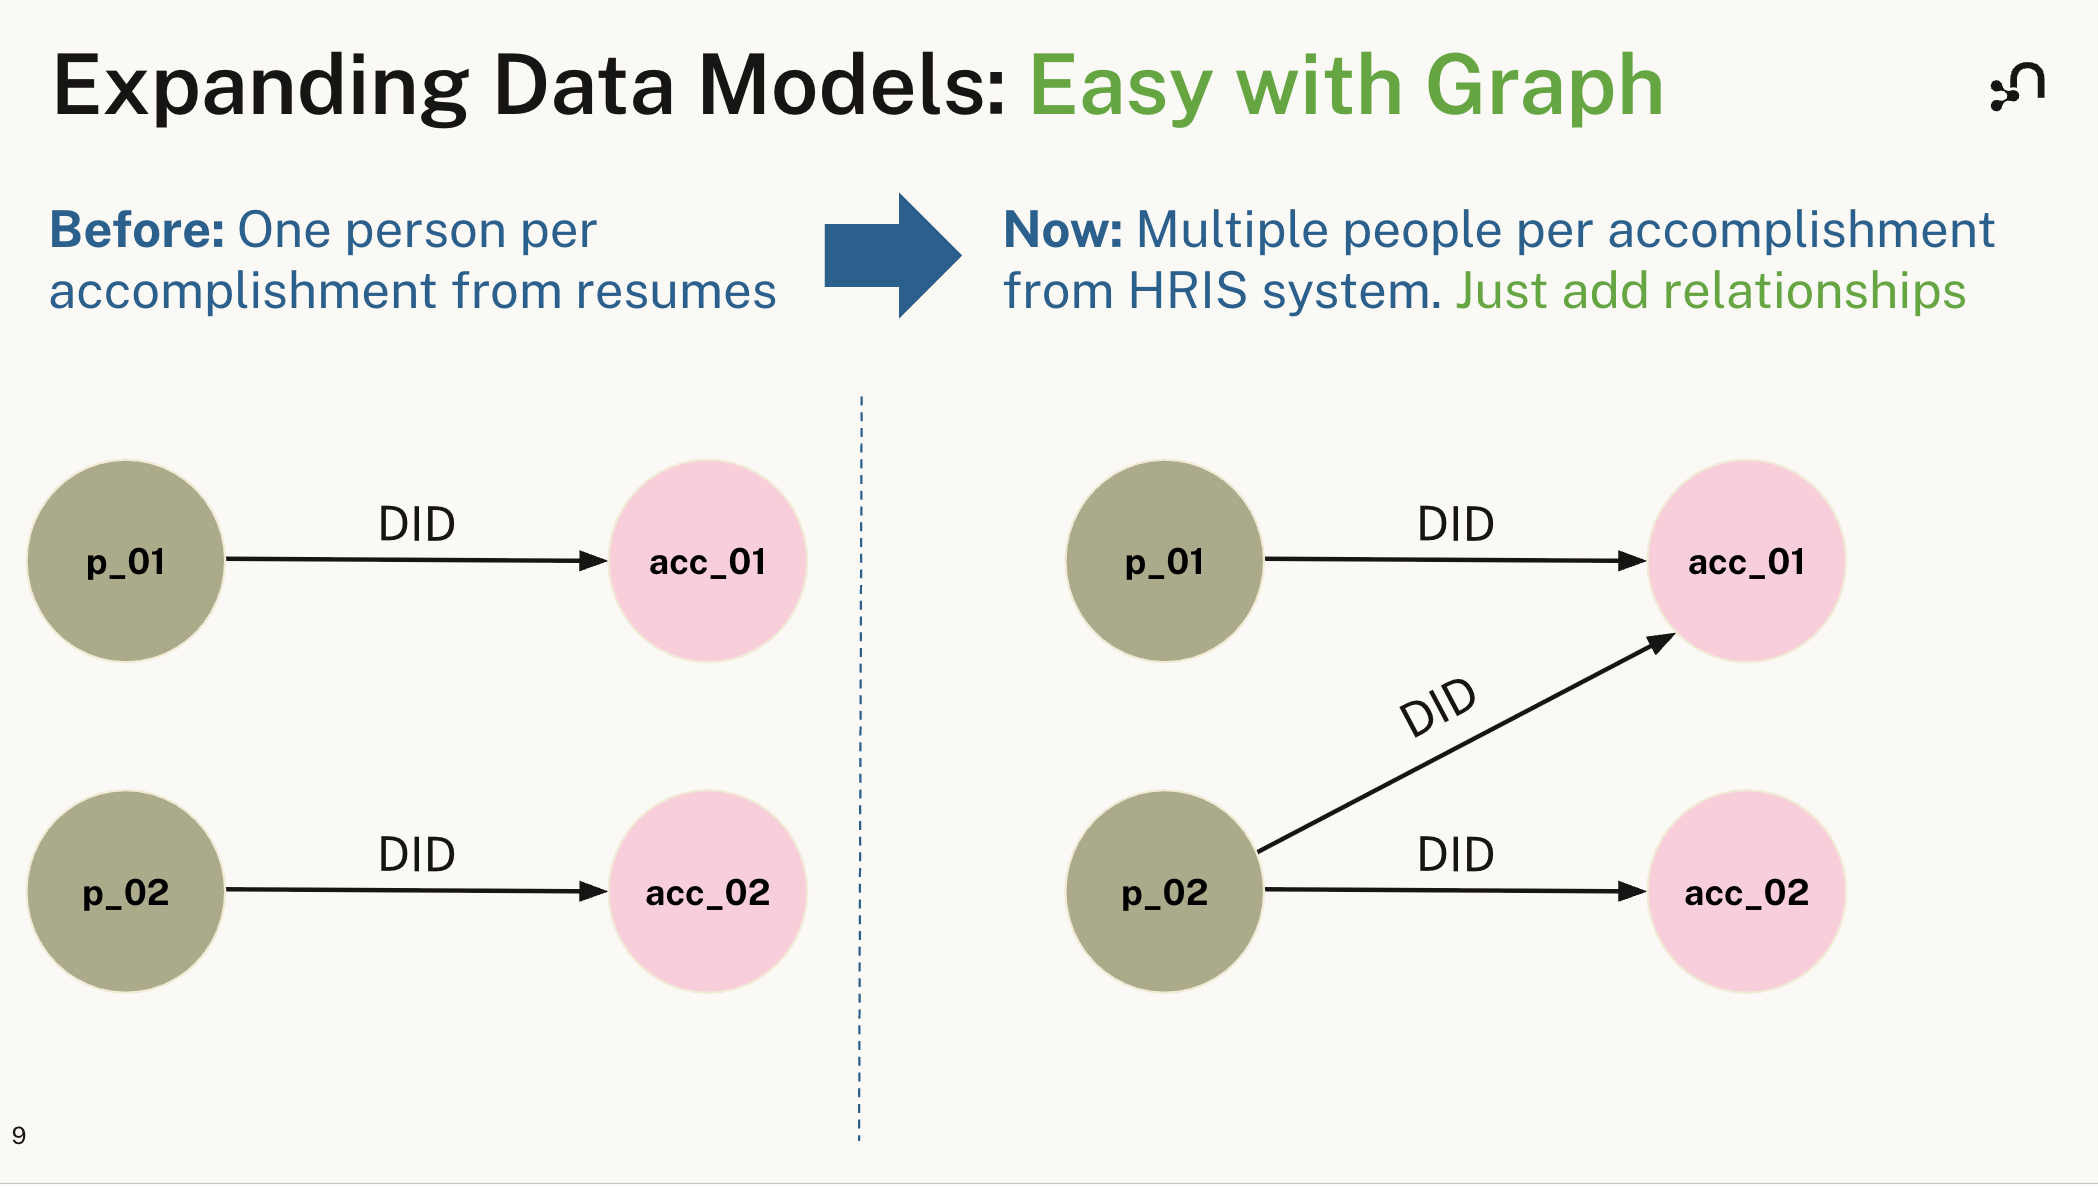 Expanding Data Models: Easy with Graph
Before: One person per
accomplishment from resumes
Now: Multiple people per accomplishment
from HRIS system. Just add relationships
p_01
DID
acc_01
p_02
DID
acc_02
p_01
DID
acc_01
DID
p_02
DID
acc_02
9